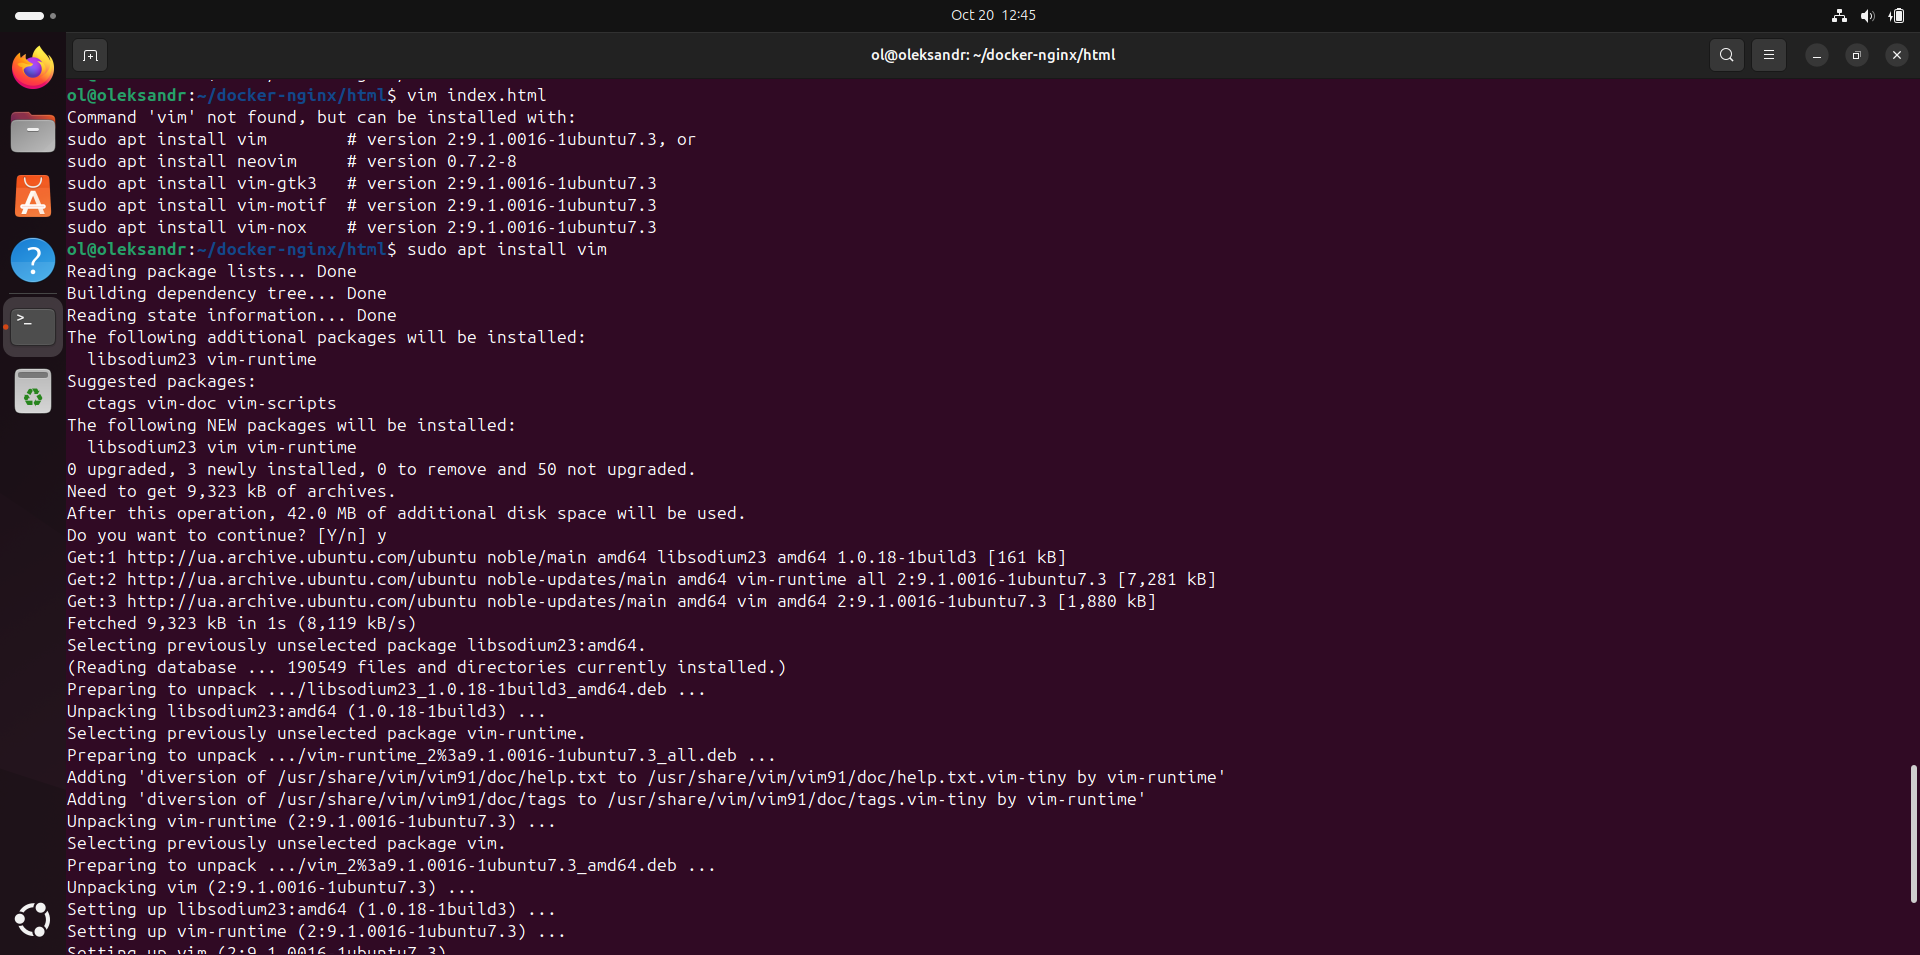 Oct 20 12:45
ol@oleksandr: ~/docker-nginx/html
ol@oleksandr:~/docker-nginx/html$ vim index.html
Command 'vim' not found, but can be installed with:
sudo apt install vim        # version 2:9.1.0016-1ubuntu7.3, or
sudo apt install neovim     # version 0.7.2-8
sudo apt install vim-gtk3   # version 2:9.1.0016-1ubuntu7.3
sudo apt install vim-motif  # version 2:9.1.0016-1ubuntu7.3
sudo apt install vim-nox    # version 2:9.1.0016-1ubuntu7.3
ol@oleksandr:~/docker-nginx/html$ sudo apt install vim
Reading package lists... Done
Building dependency tree... Done
Reading state information... Done
The following additional packages will be installed:
  libsodium23 vim-runtime
Suggested packages:
  ctags vim-doc vim-scripts
The following NEW packages will be installed:
  libsodium23 vim vim-runtime
0 upgraded, 3 newly installed, 0 to remove and 50 not upgraded.
Need to get 9,323 kB of archives.
After this operation, 42.0 MB of additional disk space will be used.
Do you want to continue? [Y/n] y
Get:1 http://ua.archive.ubuntu.com/ubuntu noble/main amd64 libsodium23 amd64 1.0.18-1build3 [161 kB]
Get:2 http://ua.archive.ubuntu.com/ubuntu noble-updates/main amd64 vim-runtime all 2:9.1.0016-1ubuntu7.3 [7,281 kB]
Get:3 http://ua.archive.ubuntu.com/ubuntu noble-updates/main amd64 vim amd64 2:9.1.0016-1ubuntu7.3 [1,880 kB]
Fetched 9,323 kB in 1s (8,119 kB/s)
Selecting previously unselected package libsodium23:amd64.
(Reading database ... 190549 files and directories currently installed.)
Preparing to unpack .../libsodium23_1.0.18-1build3_amd64.deb ...
Unpacking libsodium23:amd64 (1.0.18-1build3) ...
Selecting previously unselected package vim-runtime.
Preparing to unpack .../vim-runtime_2%3a9.1.0016-1ubuntu7.3_all.deb ...
Adding 'diversion of /usr/share/vim/vim91/doc/help.txt to /usr/share/vim/vim91/doc/help.txt.vim-tiny by vim-runtime'
Adding 'diversion of /usr/share/vim/vim91/doc/tags to /usr/share/vim/vim91/doc/tags.vim-tiny by vim-runtime'
Unpacking vim-runtime (2:9.1.0016-1ubuntu7.3) ...
Selecting previously unselected package vim.
Preparing to unpack .../vim_2%3a9.1.0016-1ubuntu7.3_amd64.deb ...
Unpacking vim (2:9.1.0016-1ubuntu7.3) ...
Setting up libsodium23:amd64 (1.0.18-1build3) ...
Setting up vim-runtime (2:9.1.0016-1ubuntu7.3) ...
Setting up vim (2:9.1.0016-1ubuntu7.3)